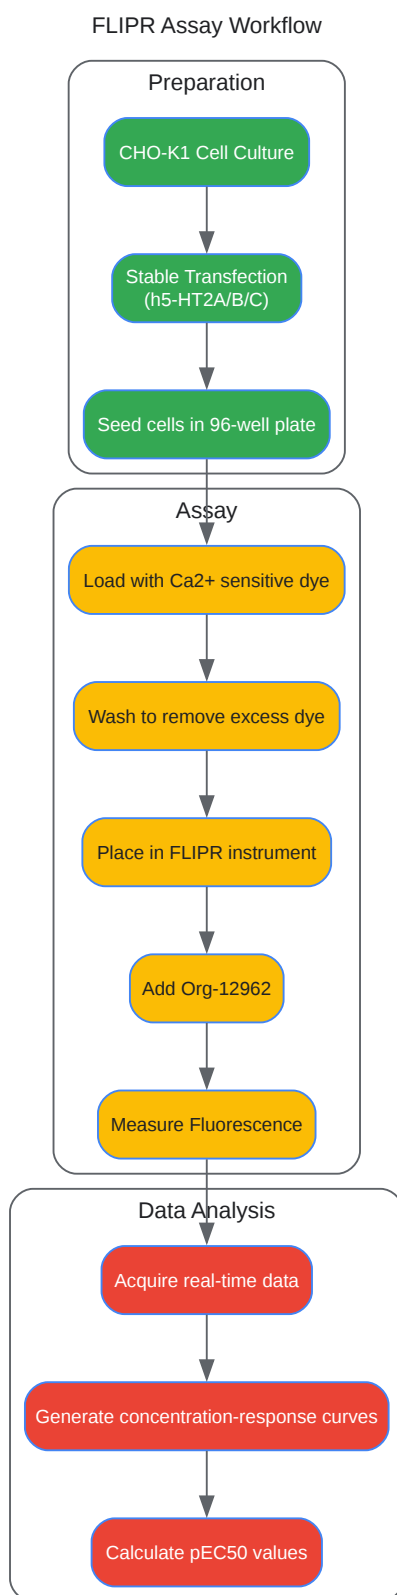 FLIPR Assay Workflow
Preparation
CHO-K1 Cell Culture
Stable Transfection
(h5-HT2A/B/C)
Seed cells in 96-well plate
Assay
Load with Ca2+ sensitive dye
Wash to remove excess dye
Place in FLIPR instrument
Add Org-12962
Measure Fluorescence
Data Analysis
Acquire real-time data
Generate concentration-response curves
Calculate pEC50 values